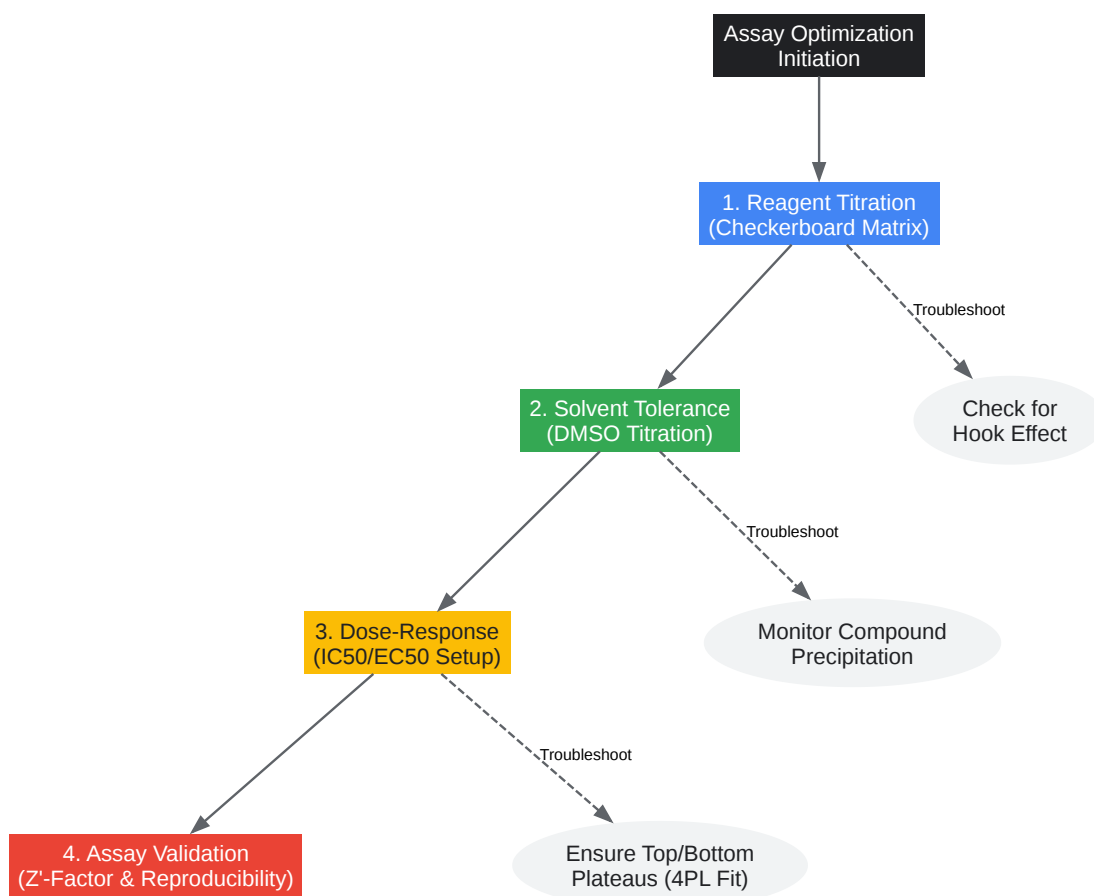 Assay Optimization
Initiation
1. Reagent Titration
(Checkerboard Matrix)
Troubleshoot
2. Solvent Tolerance
(DMSO Titration)
Check for
Hook Effect
Troubleshoot
3. Dose-Response
(IC50/EC50 Setup)
Monitor Compound
Precipitation
Troubleshoot
4. Assay Validation
(Z'-Factor & Reproducibility)
Ensure Top/Bottom
Plateaus (4PL Fit)